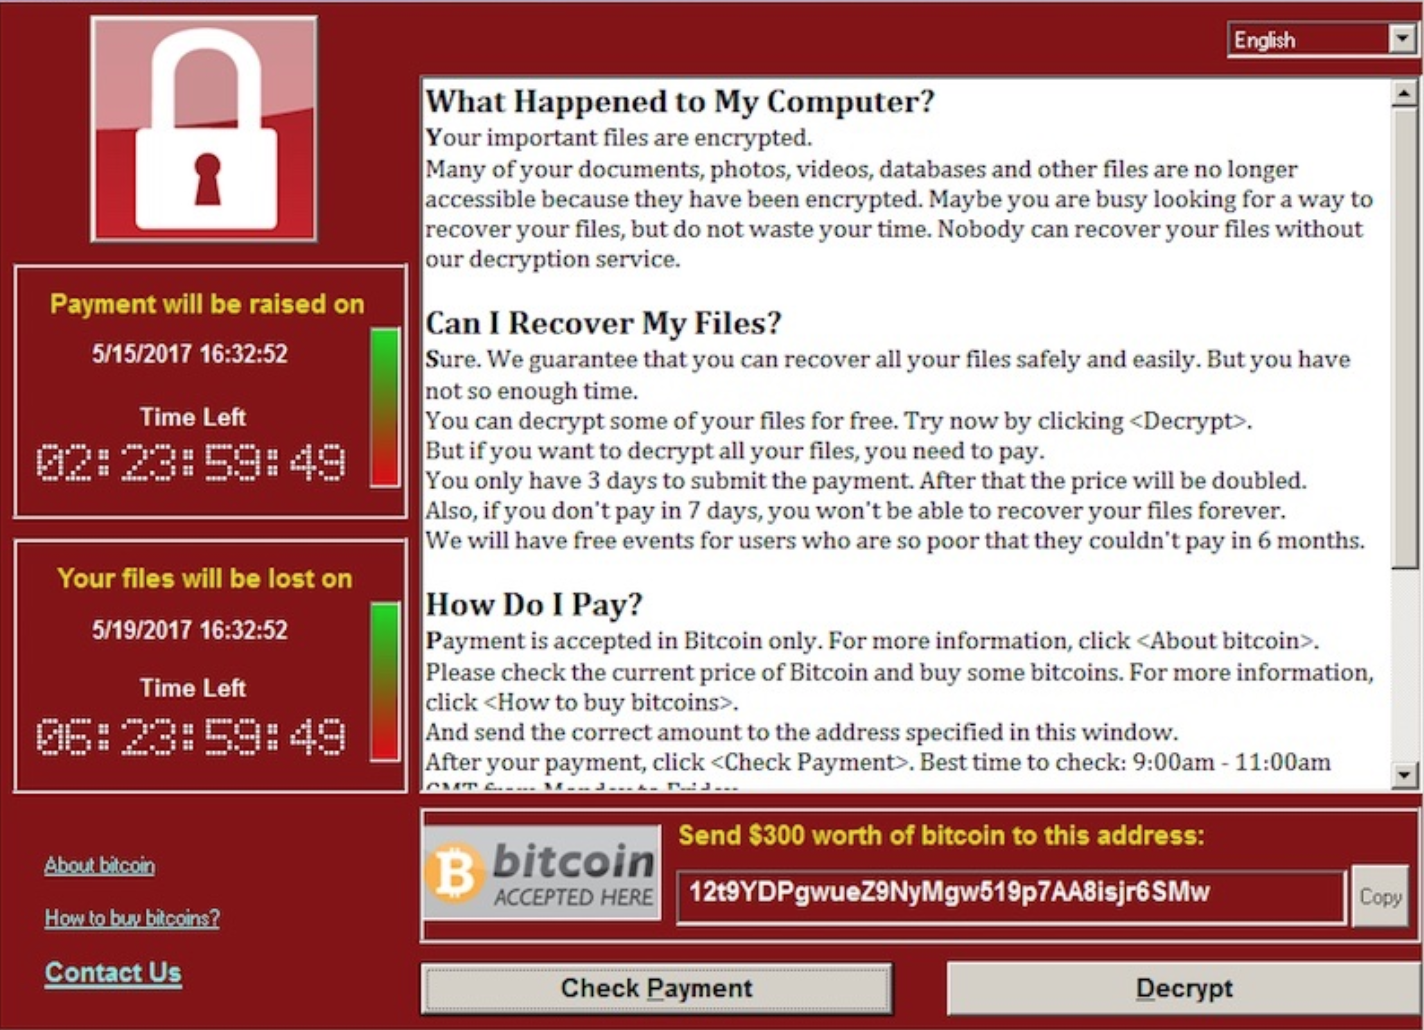 English
What Happened to My Computer?
Your important files are encrypted.
Many of your documents, photos, videos, databases and other files are no longer
accessible because they have been encrypted. Maybe you are busy looking for a way to
recover your files, but do not waste your time. Nobody can recover your files without
our decryption service.
Can I Recover My Files?
Sure. We guarantee that you can recover all your files safely and easily. But you have
not so enough time.
You can decrypt some of your files for free. Try now by clicking <Decrypt>.
But if you want to decrypt all your files, you need to pay.
You only have 3 days to submit the payment. After that the price will be doubled.
Also, if you don't pay in 7 days, you won't be able to recover your files forever.
We will have free events for users who are so poor that they couldn't pay in 6 months.
How Do I Pay?
Payment is accepted in Bitcoin only. For more information, click <About bitcoin>.
Please check the current price of Bitcoin and buy some bitcoins. For more information,
click <How to buy bitcoins>.
And send the correct amount to the address specified in this window.
After your payment, click <Check Payment>. Best time to check: 9:00am - 11:00am
GMT from Monday to Friday
Payment will be raised on
5/15/2017 16:32:52
Time Left
02:23:59:49
Your files will be lost on
5/19/2017 16:32:52
Time Left
06:23:59:49
About bitcoin
How to buy bitcoins?
Contact Us
bitcoin
ACCEPTED HERE
Send $300 worth of bitcoin to this address:
12t9YDPgwueZ9NyMgw519p7AA8isjr6SMw
Copy
Check Payment
Decrypt